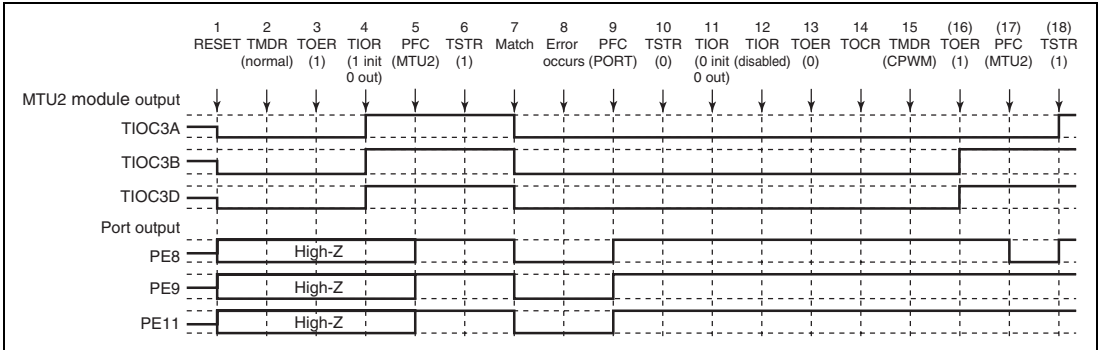 1 2 3 4 5 6 7 8 9 10 11 12 13 14 15 (16) (17) (18)
RESET TMDR TOER TIOR PFC TSTR Match Error PFC TSTR TIOR TIOR TOER TOCR TMDR TOER PFC TSTR
(normal) (1) (1 init (MTU2) (1) occurs (PORT) (0) (0 init (disabled) (0) (CPWM) (1) (MTU2) (1)
0 out) 0 out)
MTU2 module output
TIOC3A
TIOC3B
TIOC3D
Port output
PE8 High-Z
PE9 High-Z
PE11 High-Z